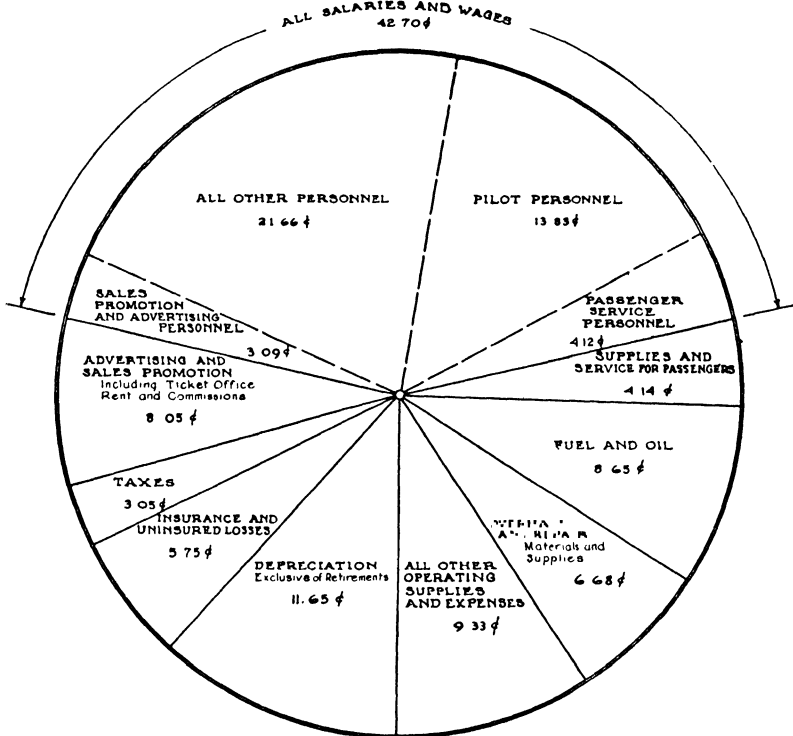 ALL SALARIES AND WAGES
42 70¢
ALL OTHER PERSONNEL
21 66¢
PILOT PERSONNEL
13 83¢
SALES
PROMOTION
AND ADVERTISING
PERSONNEL
3 09¢
PASSENGER
SERVICE
PERSONNEL
4 12¢
SUPPLIES AND
SERVICE FOR PASSENGERS
4 14 ¢
ADVERTISING AND
SALES PROMOTION
Including Ticket Office
Rent and Commissions
8 05 ¢
FUEL AND OIL
8 65¢
TAXES
3 05¢
INSURANCE AND
UNINSURED LOSSES
5 75¢
Materials and
Supplies
6 68¢
DEPRECIATION
Exclusive of Retirements
11.65 ¢
ALL OTHER
OPERATING
SUPPLIES
AND EXPENSES
9 33¢